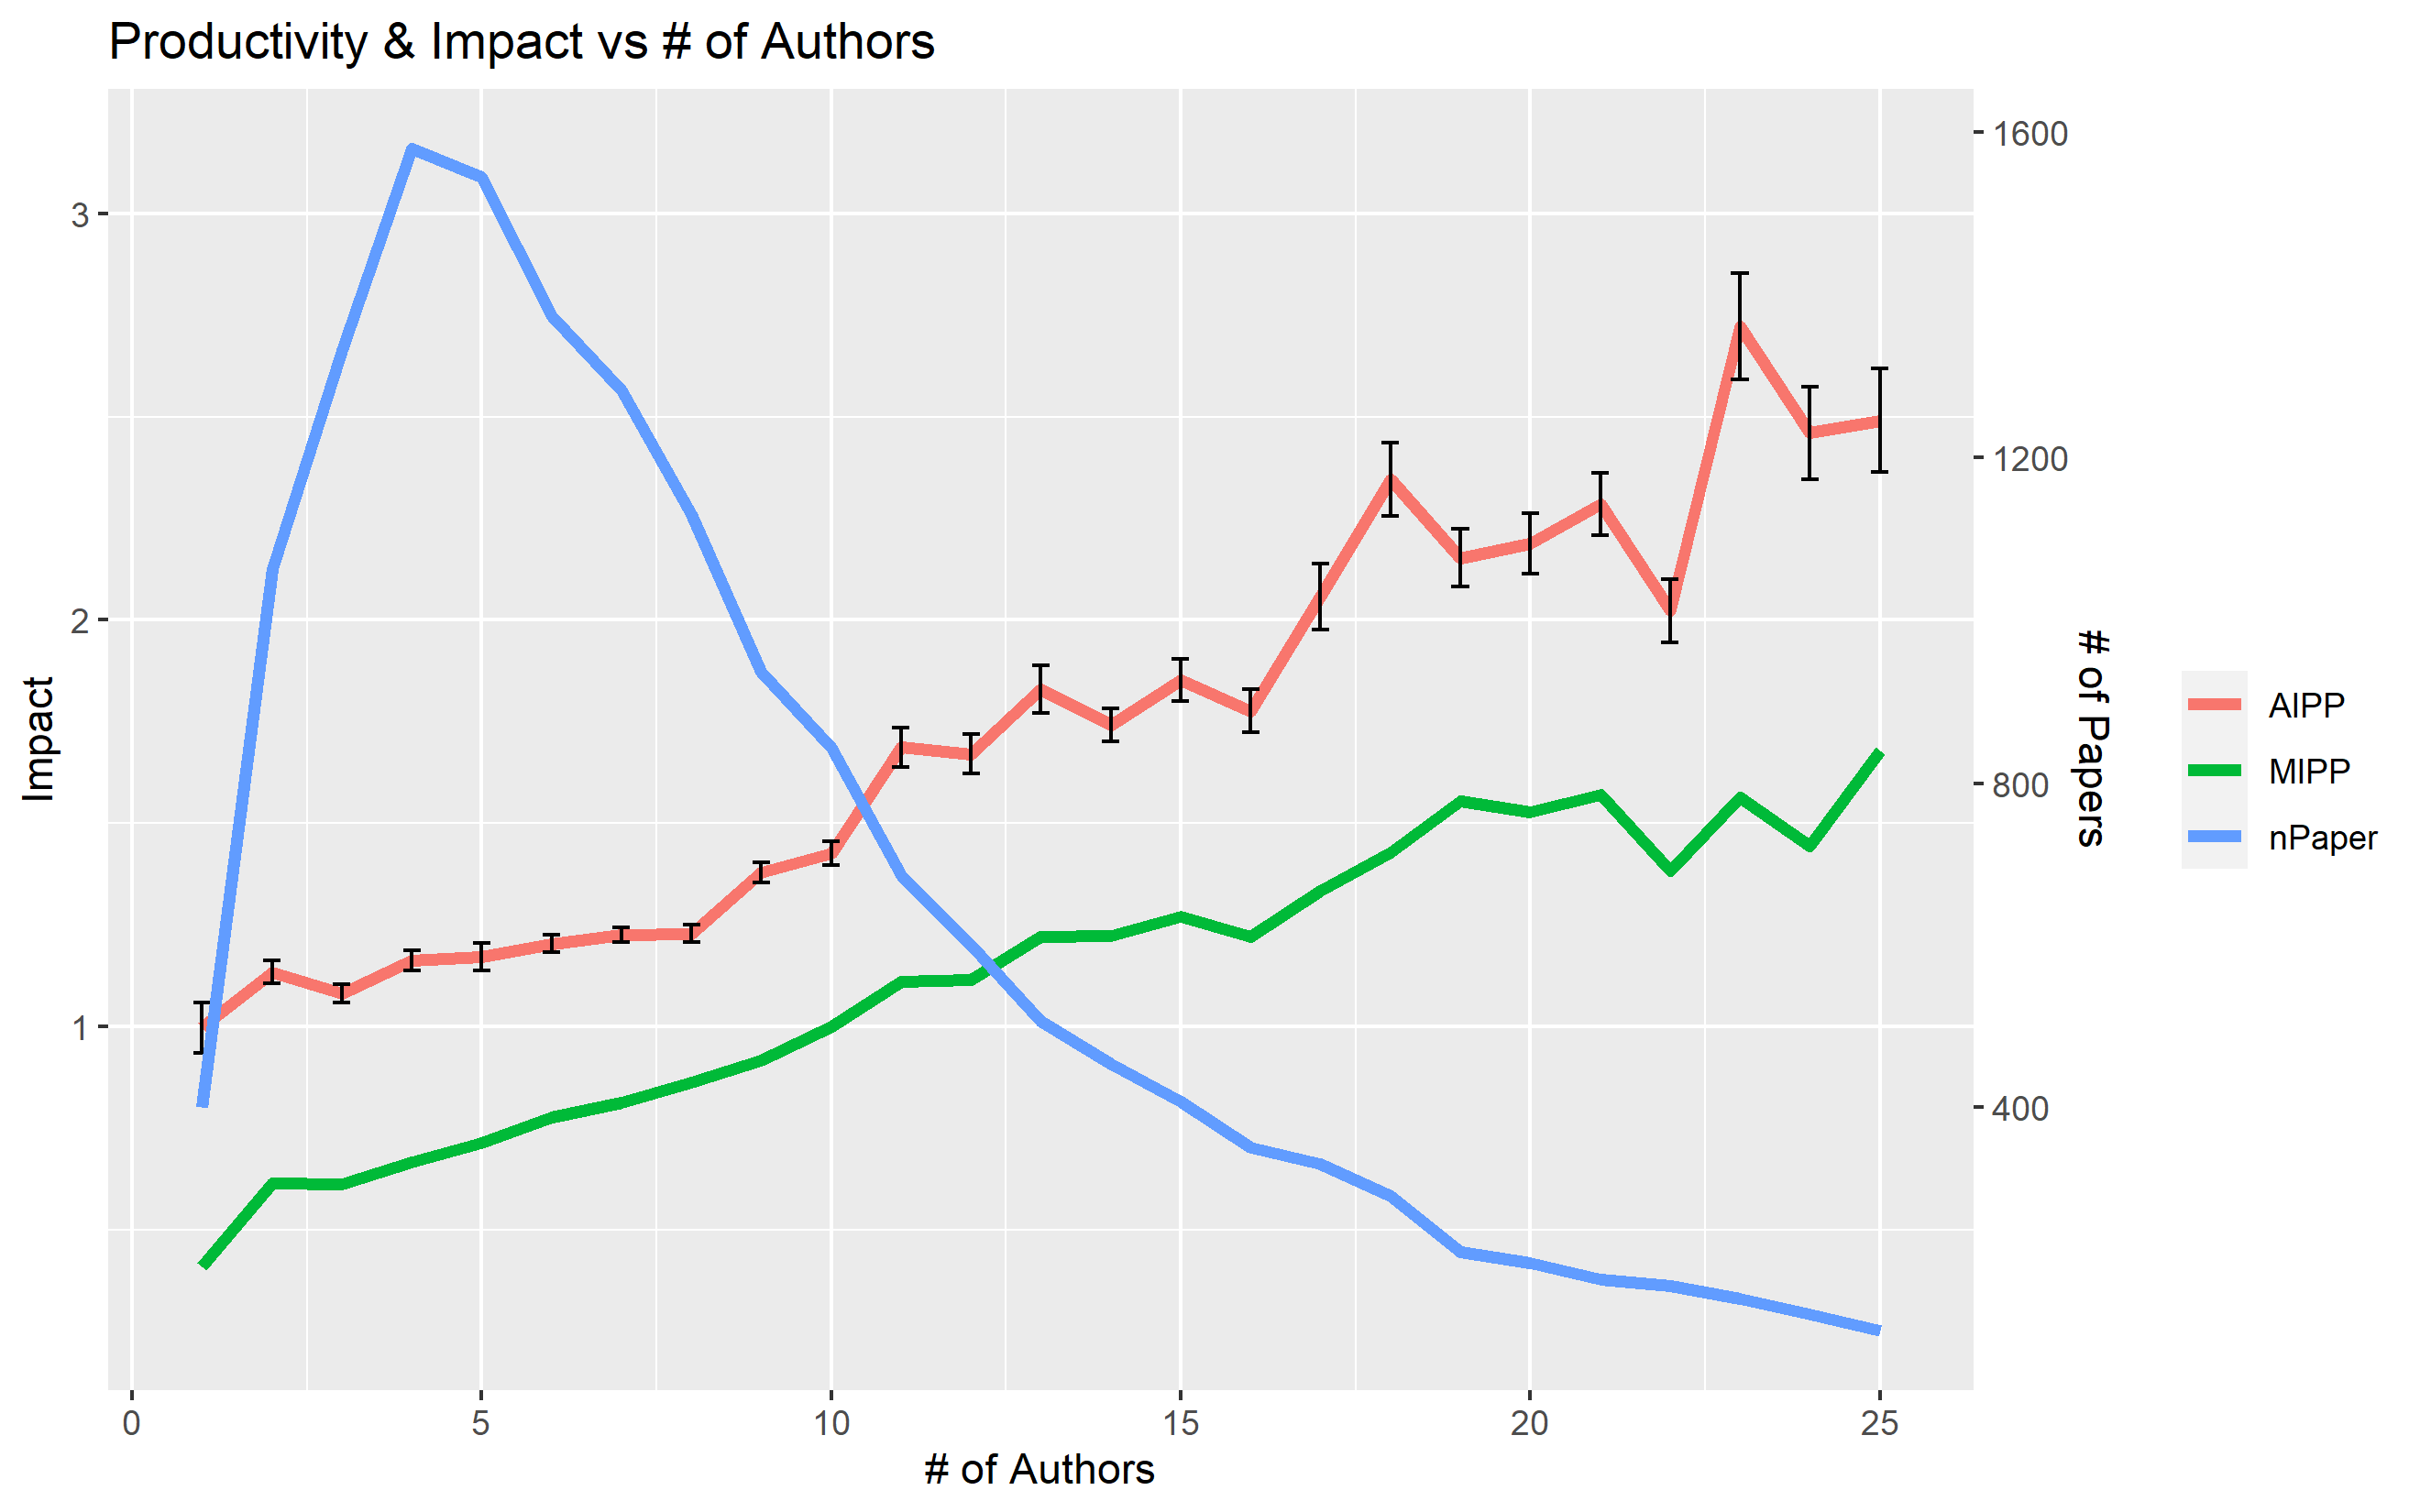 Productivity & Impact vs # of Authors
3
2
1
Impact
1600
1200
800
400
# of Papers
0 5 10 15 20 25
# of Authors
AIPP
MIPP
nPaper